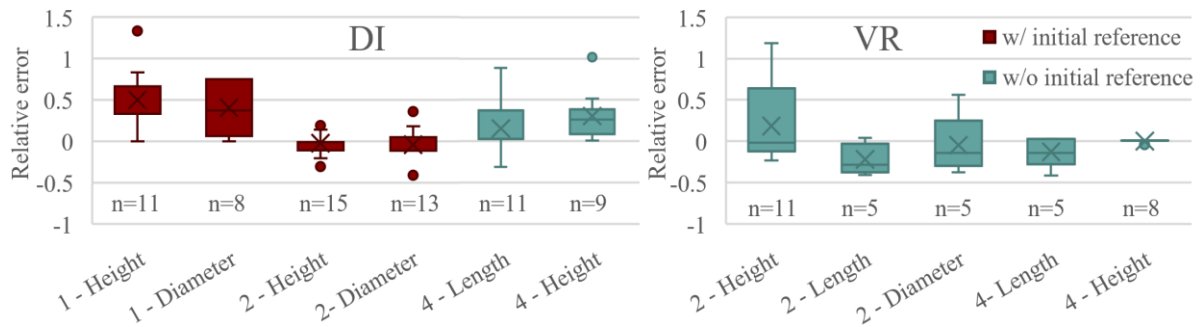 DI
Relative error
1.5
1
0.5
0
-0.5
-1
n=11
n=8
n=15
n=13
n=11
n=9
1 - Height
1 - Diameter
2 - Height
2- Diameter
4 - Length
4 - Height
VR
Relative error
1.5
1
0.5
0
-0.5
-1
w/ initial reference
w/o initial reference
n=11
n=5
n=5
n=5
n=8
2 - Height
2 - Length
2 - Diameter
4- Length
4 - Height